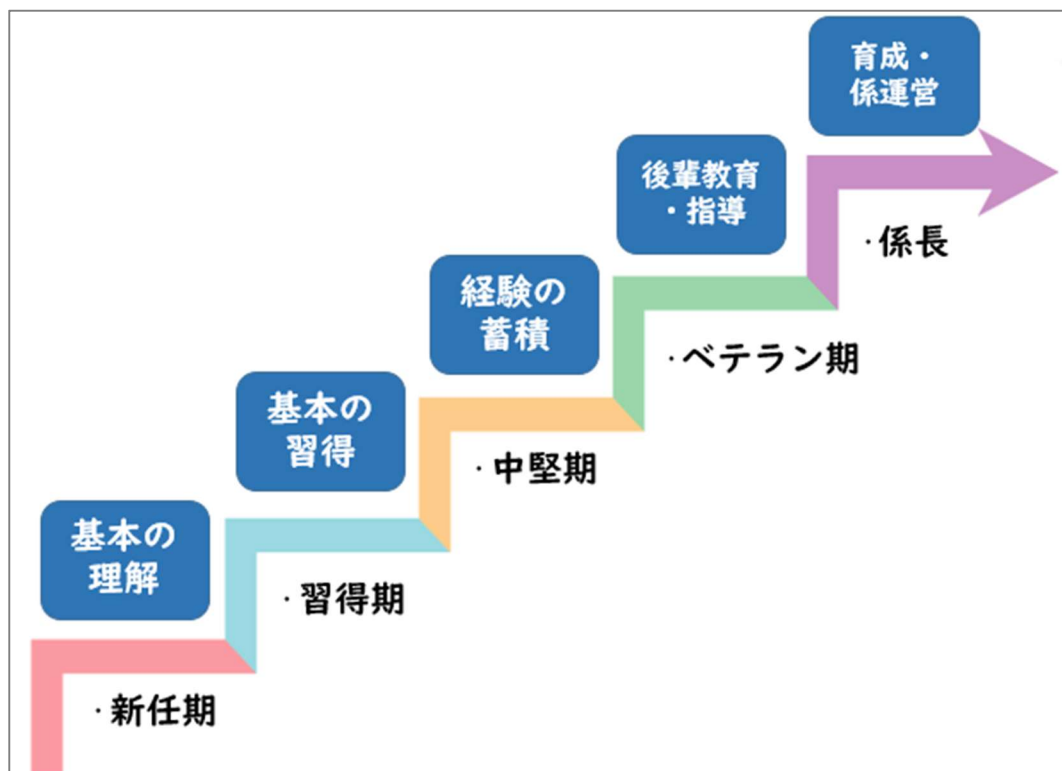 育成・
係運営
後輩教育
・指導
・係長
経験の
蓄積
・ベテラン期
基本の
習得
・中堅期
基本の
理解
・習得期
・新任期